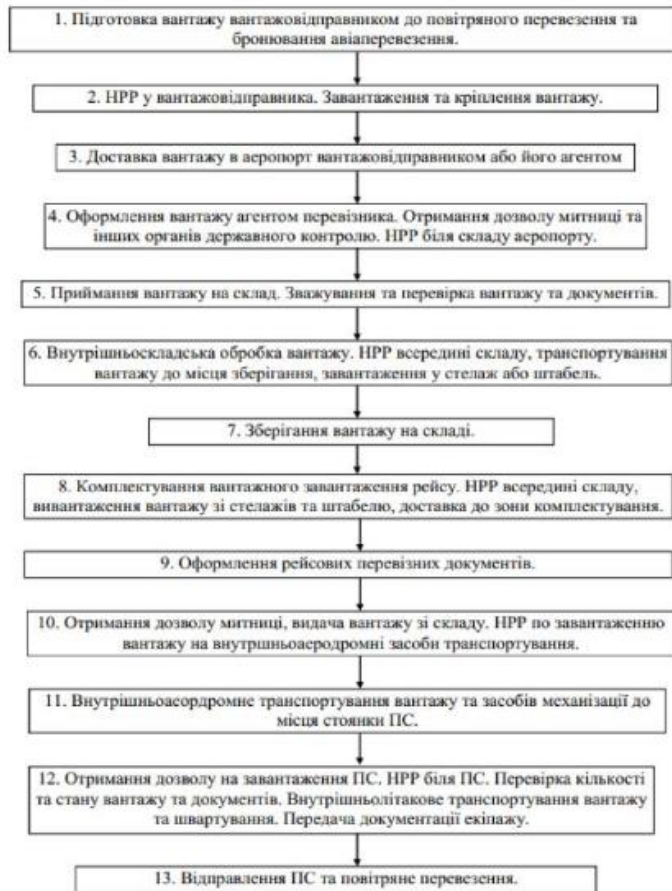 1. Підготовка вантажу вантажовідправником до повітряного перевезення та
бронювання авіаперевезення.
2. НРР у вантажовідправника. Завантаження та кріплення вантажу.
3. Доставка вантажу в аеропорт вантажовідправником або його агентом
4. Оформлення вантажу агентом перевізника. Отримання дозволу митниці та
інших органів державного контролю. НРР біля складу аеропорту.
5. Приймання вантажу на склад. Зважування та перевірка вантажу та документів.
6. Внутрішньоскладська обробка вантажу. НРР всередині складу, транспортування
вантажу до місця зберігання, завантаження у стелаж або штабель.
7. Зберігання вантажу на складі.
8. Комплектування вантажного завантаження рейсу. НРР всередині складу,
вивантаження вантажу зі стелажів та штабелю, доставка до зони комплектування.
9. Оформлення рейсових перевізних документів.
10. Отримання дозволу митниці, видача вантажу зі складу. НРР по завантаженню
вантажу на внутршньоаеродромні засоби транспортування.
11. Внутрішньоасордромне транспортування вантажу та засобів механізації до
місця стоянки ПС.
12. Отримання дозволу на завантаження ПС. НРР біля ПС. Перевірка кількості
та стану вантажу та документів. Внутрішньолітакове транспортування вантажу
та швартування. Передача документації екіпажу.
13. Відправлення ПС та повітряне перевезення.